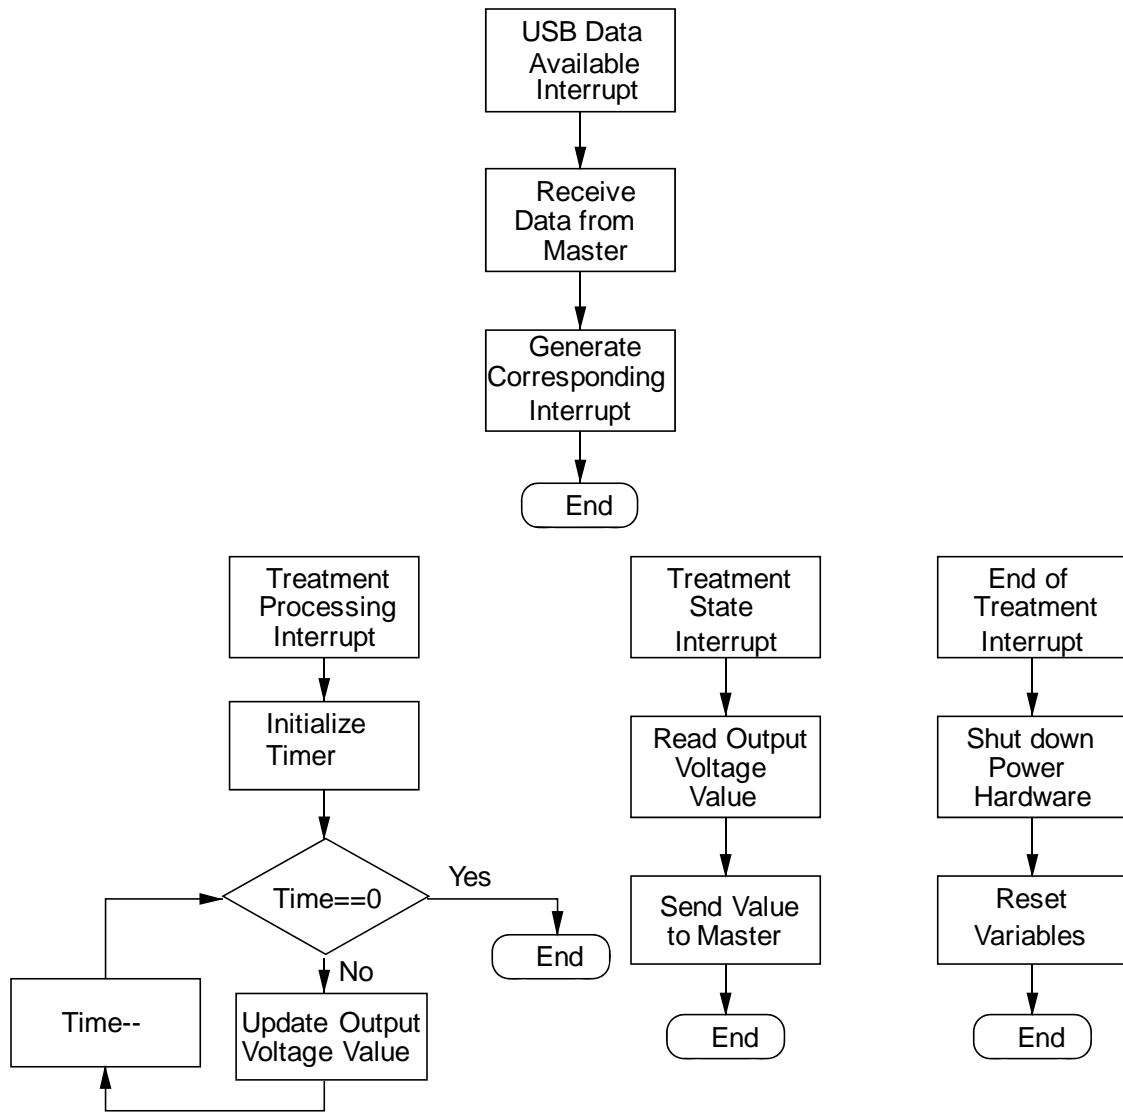 USB Data
Available
Interrupt
Receive
Data from
Master
Generate
Corresponding
Interrupt
End
Treatment
Processing
Interrupt
Initialize
Timer
Time==0
Yes
End
No
Update Output
Voltage Value
Time--
Treatment
State
Interrupt
Read Output
Voltage
Value
Send Value
to Master
End
End of
Treatment
Interrupt
Shut down
Power
Hardware
Reset
Variables
End